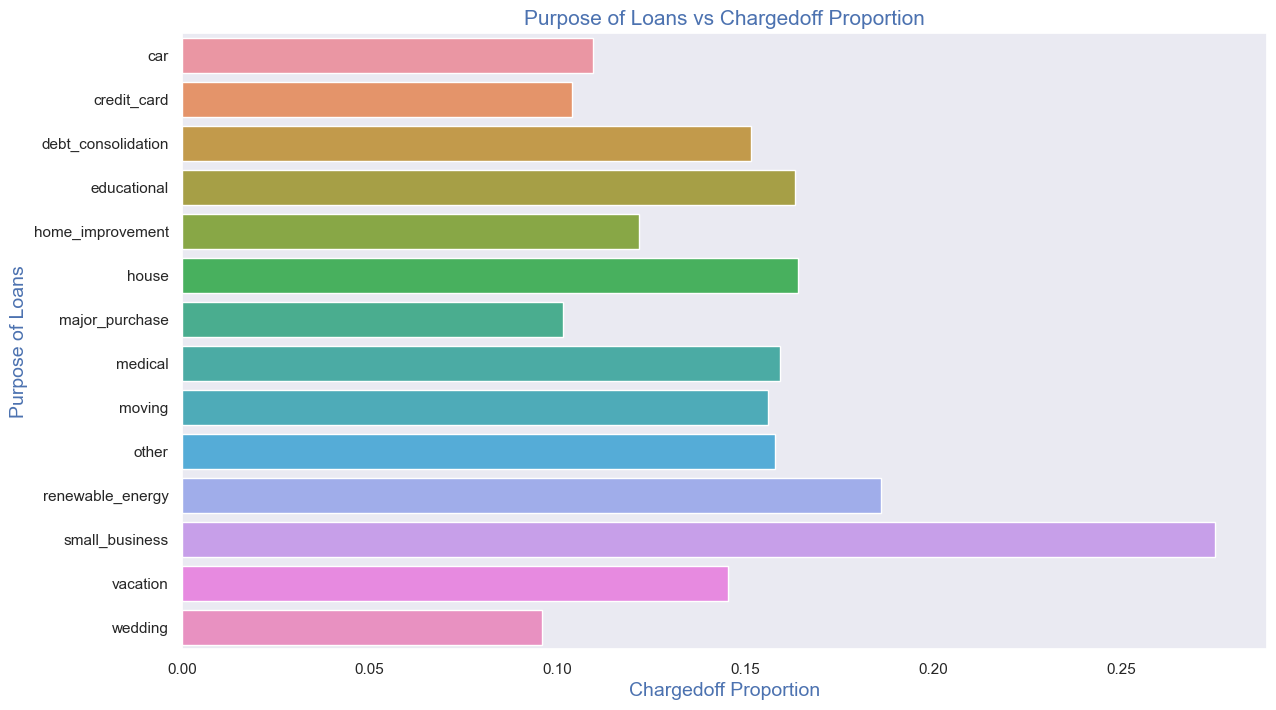 Purpose of Loans vs Chargedoff Proportion
Purpose of Loans
car
credit_card
debt_consolidation
educational
home_improvement
house
major_purchase
medical
moving
other
renewable_energy
small_business
vacation
wedding
0.00 0.05 0.10 0.15 0.20 0.25
Chargedoff Proportion